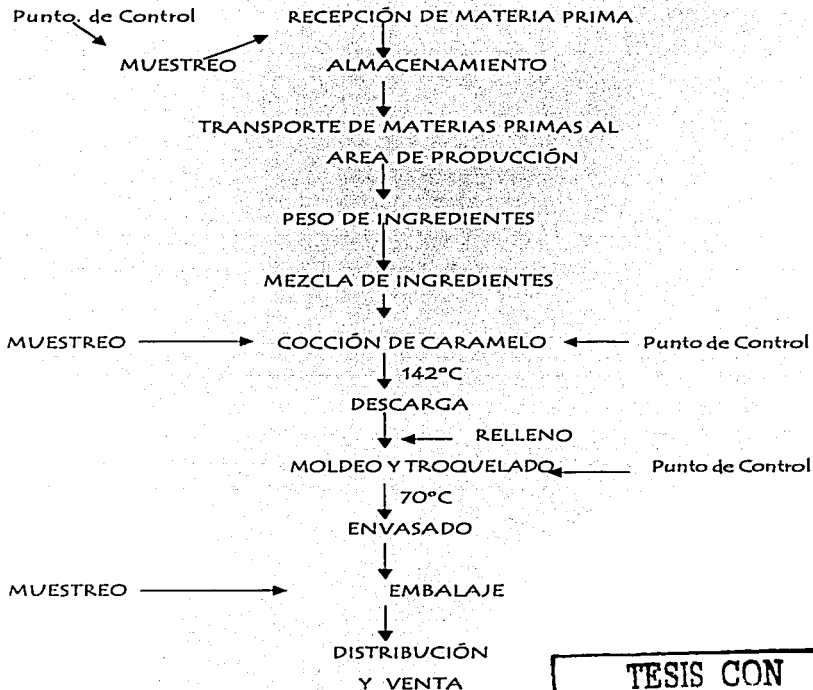 Punto. de Control
RECEPCIÓN DE MATERIA PRIMA
MUESTREO
ALMACENAMIENTO
TRANSPORTE DE MATERIAS PRIMAS AL
AREA DE PRODUCCIÓN
PESO DE INGREDIENTES
MEZCLA DE INGREDIENTES
MUESTREO
COCCIÓN DE CARAMELO
Punto de Control
142°C
DESCARGA
RELLENO
MOLDEO Y TROQUELADO
Punto de Control
70°C
ENVASADO
MUESTREO
EMBALAJE
DISTRIBUCIÓN
Y VENTA
TESIS CON